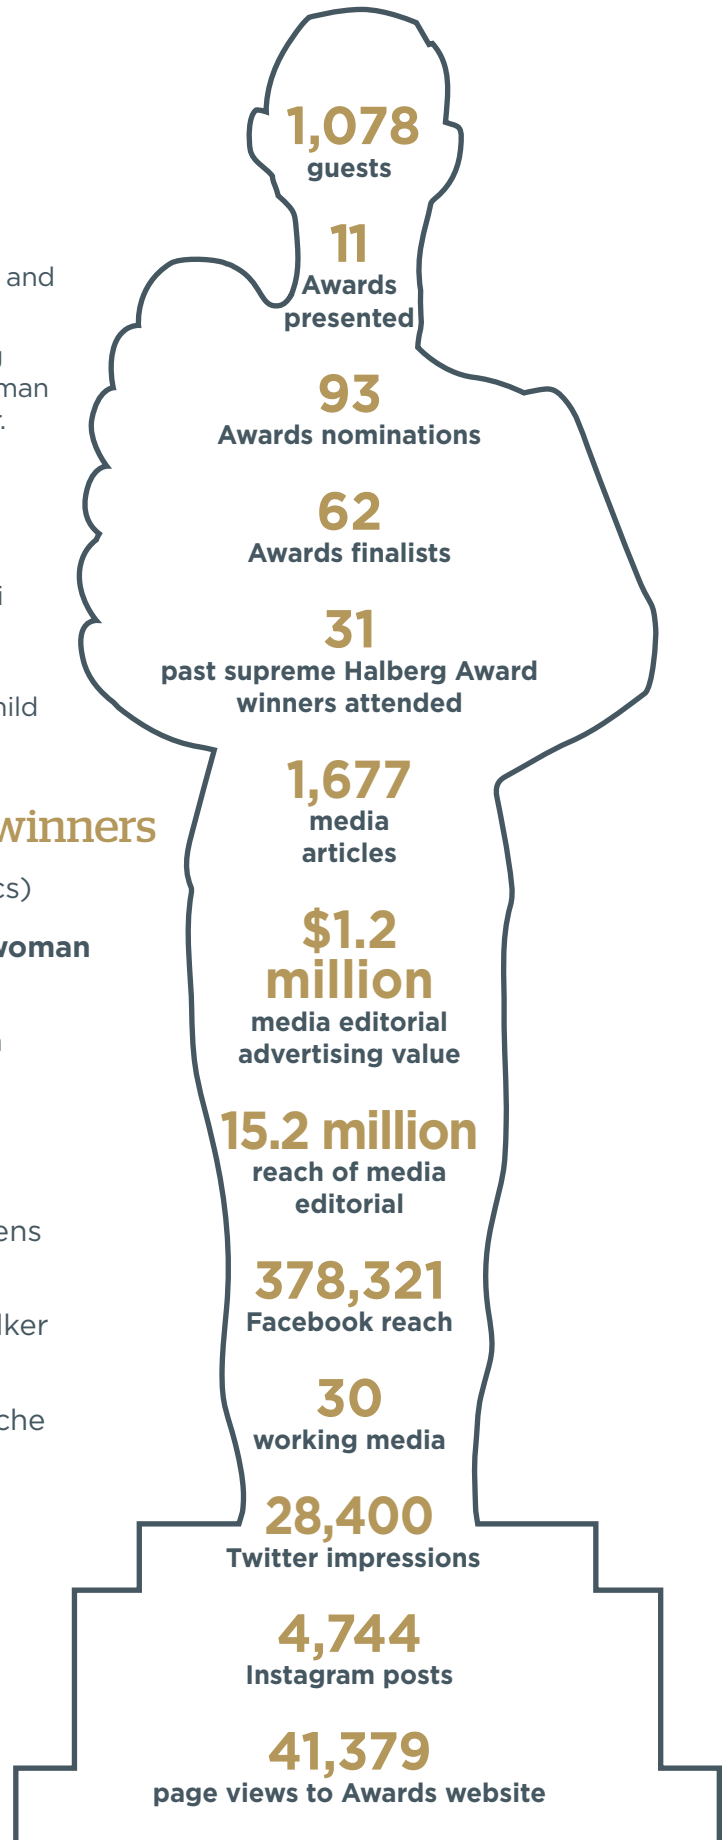 1,078
guests
11
Awards
presented
and
man
93
Awards nominations
62
Awards finalists
31
past supreme Halberg Award
winners attended
1,677
media
articles
winners
$1.2
million
media editorial
advertising value
15.2 million
reach of media
editorial
378,321
Facebook reach
30
working media
28,400
Twitter impressions
4,744
Instagram posts
41,379
page views to Awards website